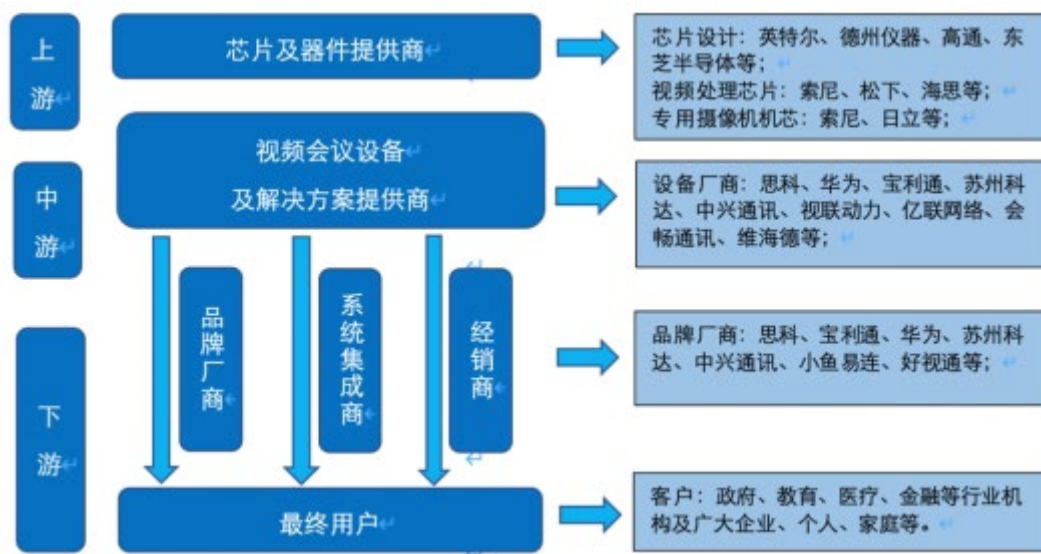 上游
芯片及器件提供商
芯片设计：英特尔、德州仪器、高通、东
芝半导体等；
视频处理芯片：索尼、松下、海思等；
专用摄像机机芯：索尼、日立等；
中游
视频会议设备
及解决方案提供商
设备厂商：思科、华为、宝利通、苏州科
达、中兴通讯、视联动力、亿联网络、会
畅通讯、维海德等；
下游
品牌厂商
系统集成商
经销商
品牌厂商：思科、宝利通、华为、苏州科
达、中兴通讯、小鱼易连、好视通等；
最终用户
客户：政府、教育、医疗、金融等行业机
构及广大企业、个人、家庭等。